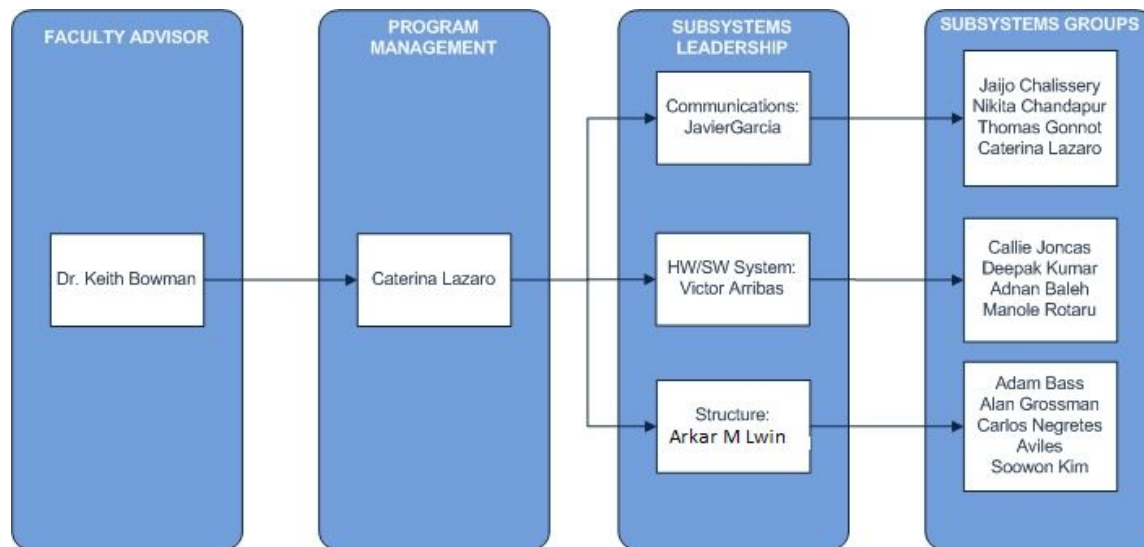 FACULTY ADVISOR
Dr. Keith Bowman
PROGRAM
MANAGEMENT
Caterina Lazaro
SUBSYSTEMS
LEADERSHIP
Communications:
JavierGarcia
HW/SW System:
Victor Arribas
Structure:
Arkar M Lwin
SUBSYSTEMS GROUPS
Jaijo Chalissery
Nikita Chandapur
Thomas Gonnot
Caterina Lazaro
Callie Joncas
Deepak Kumar
Adnan Baleh
Manole Rotaru
Adam Bass
Alan Grossman
Carlos Negretes
Aviles
Soowon Kim